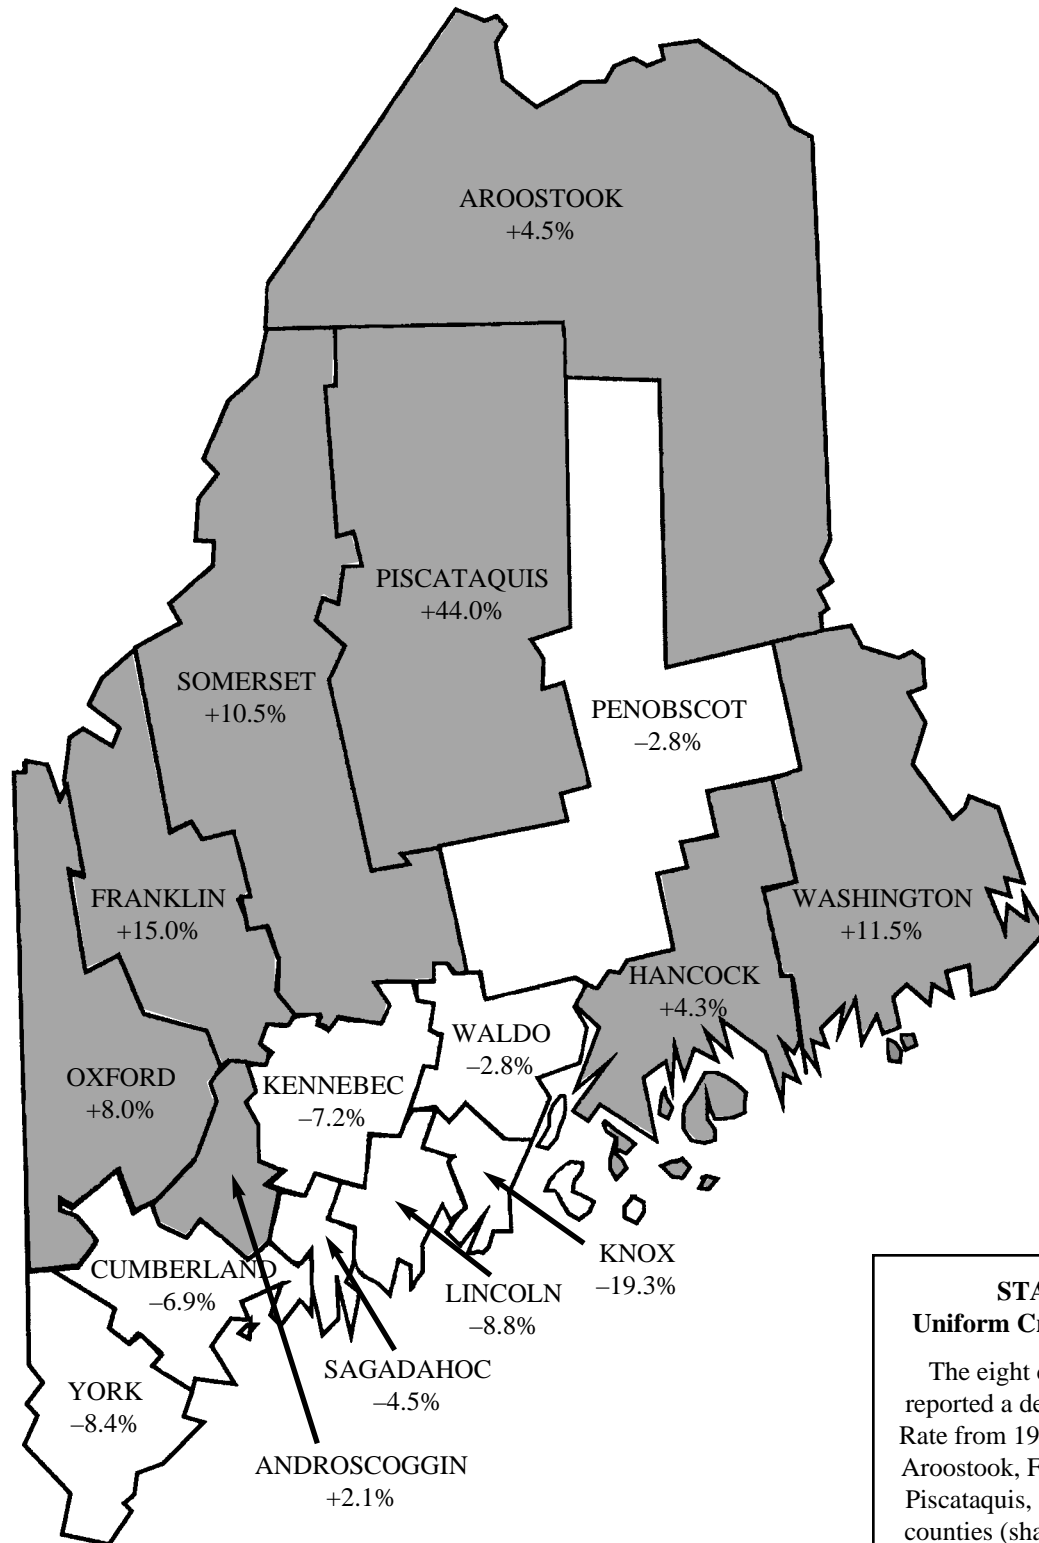 AROOSTOOK
+4.5%
PISCATAQUIS
+44.0%
SOMERSET
+10.5%
PENOBSCOT
–2.8%
FRANKLIN
+15.0%
WASHINGTON
+11.5%
HANCOCK
+4.3%
WALDO
–2.8%
OXFORD
+8.0%
KENNEBEC
–7.2%
KNOX
–19.3%
CUMBERLAND
–6.9%
LINCOLN
–8.8%
SAGADAHOC
–4.5%
YORK
–8.4%
ANDROSCOGGIN
+2.1%
STA
Uniform Cr
The eight
reported a de
Rate from 19
Aroostook, F
Piscataquis,
counties (sha